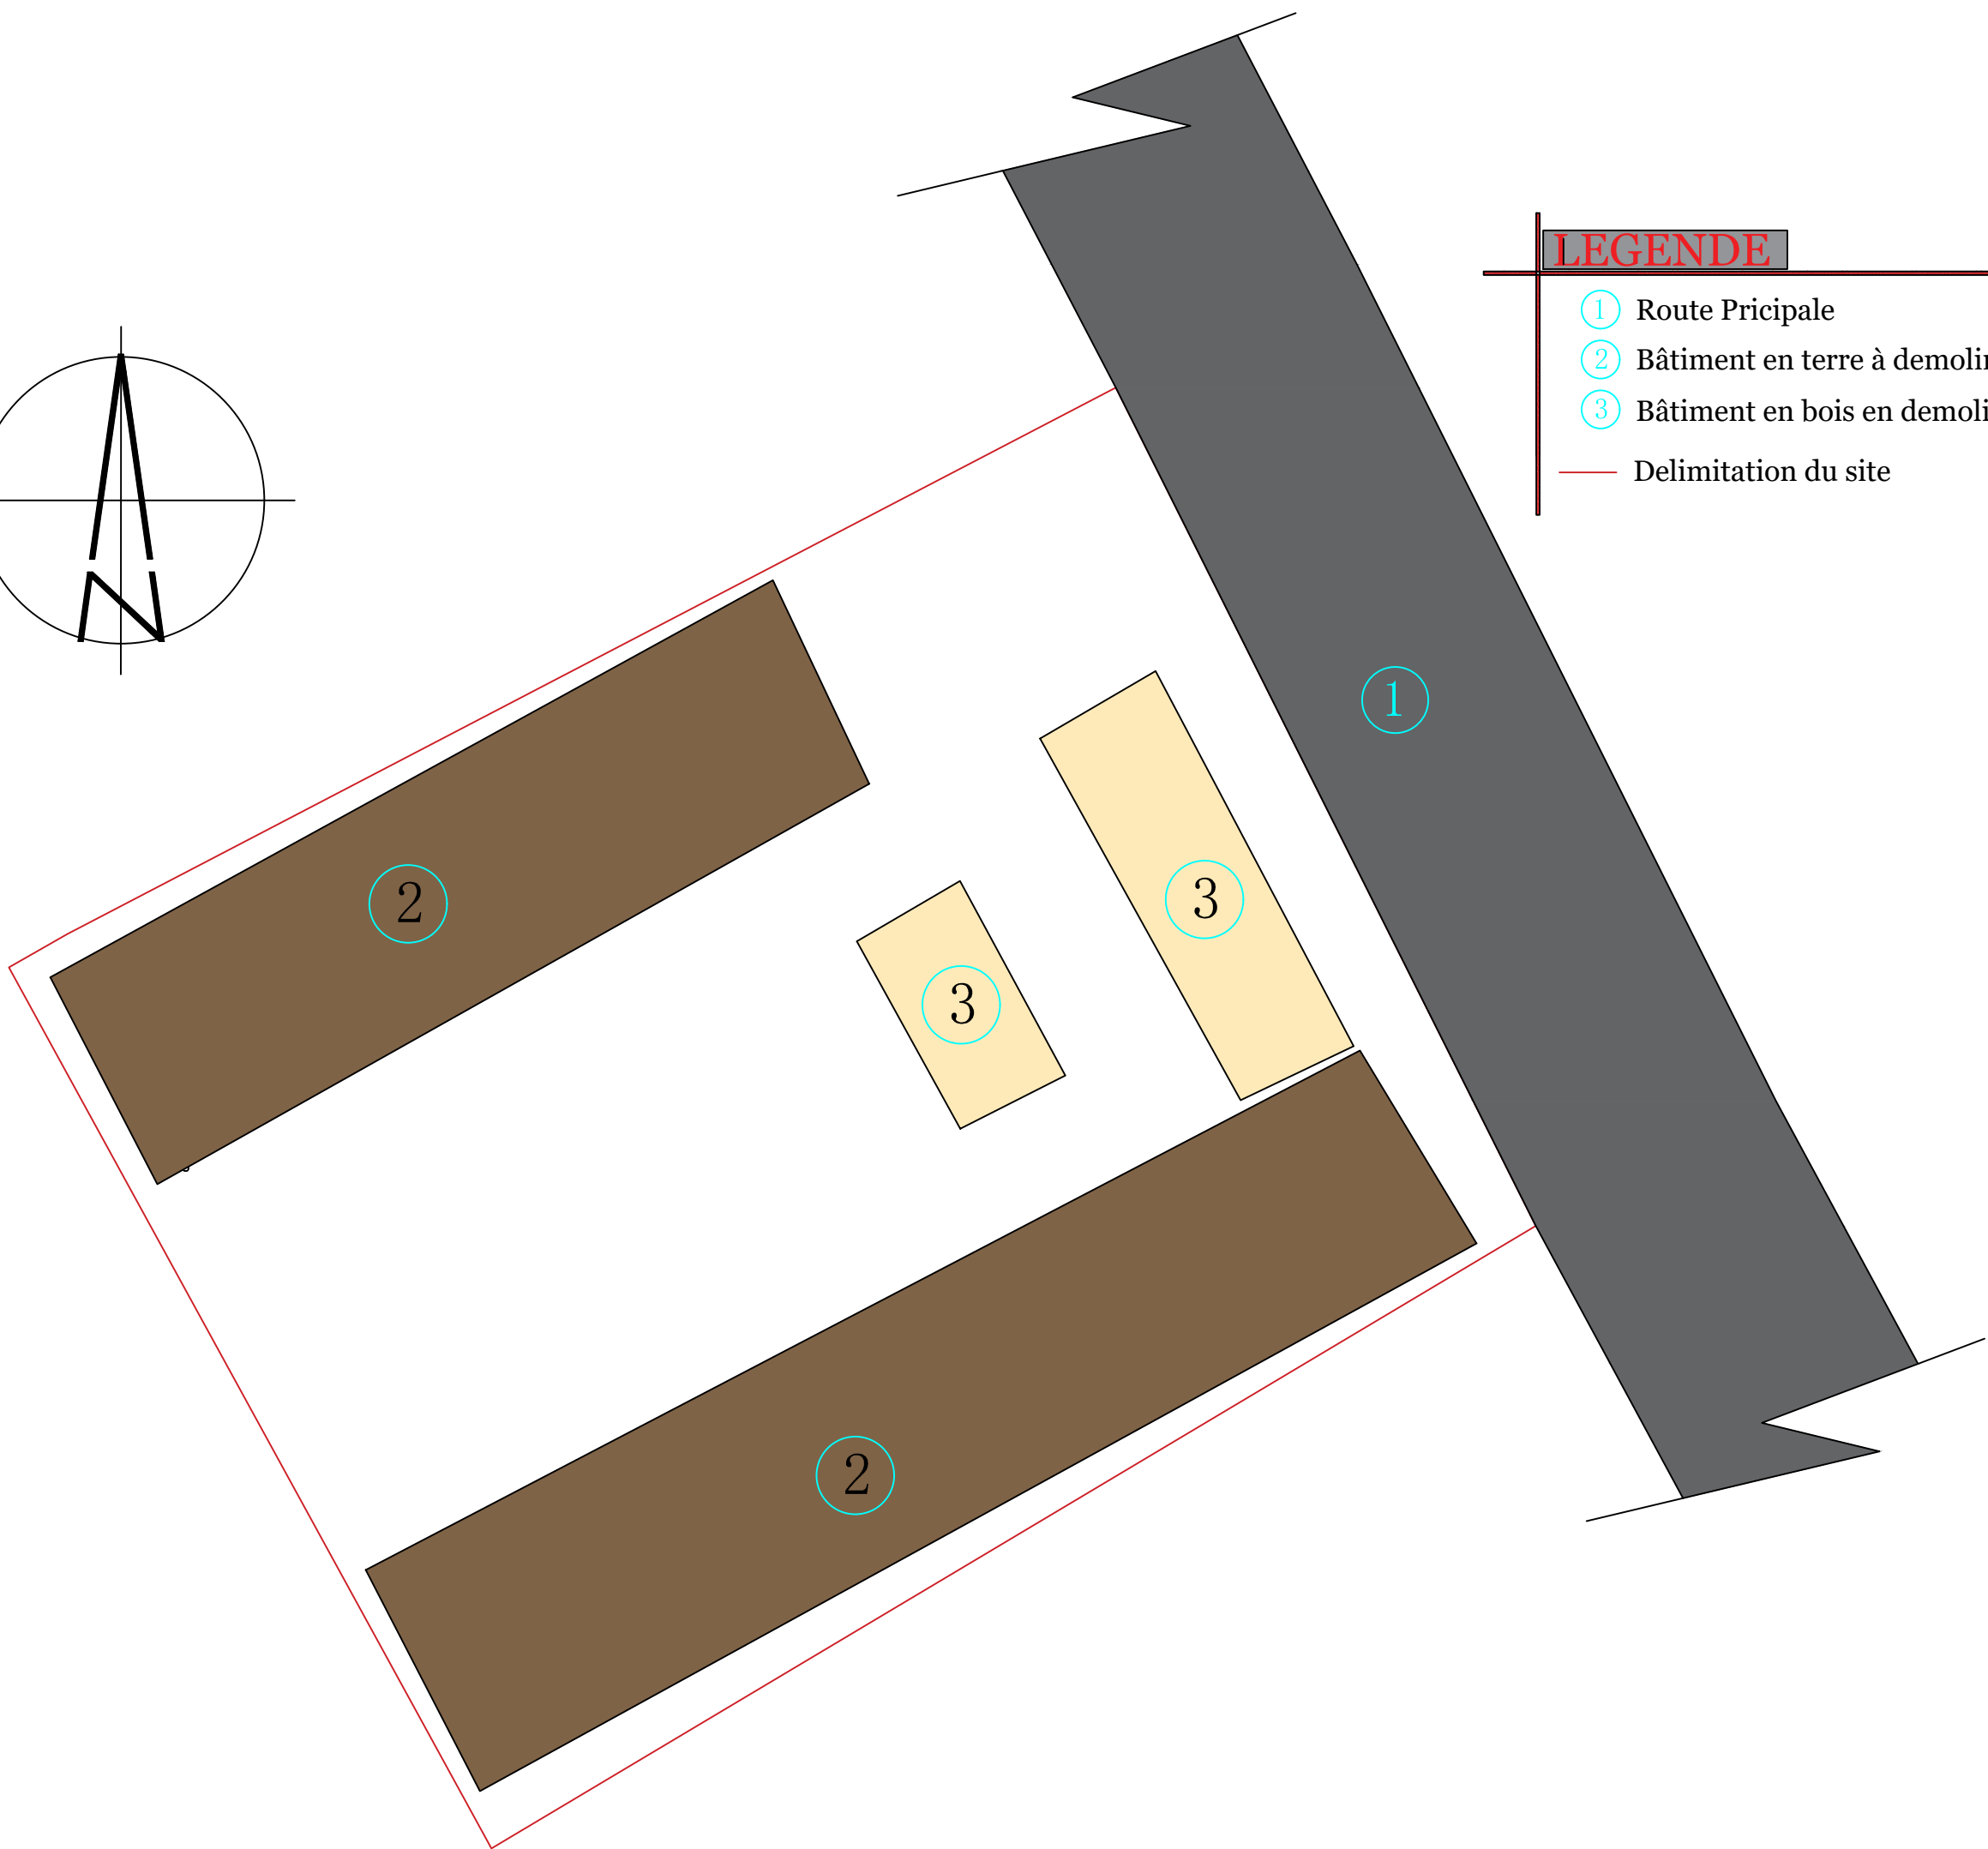 LEGENDE
1 Route Pricipale
2 Bâtiment en terre à demolir
3 Bâtiment en bois en demoli
Delimitation du site
N
1
2
3
3
2